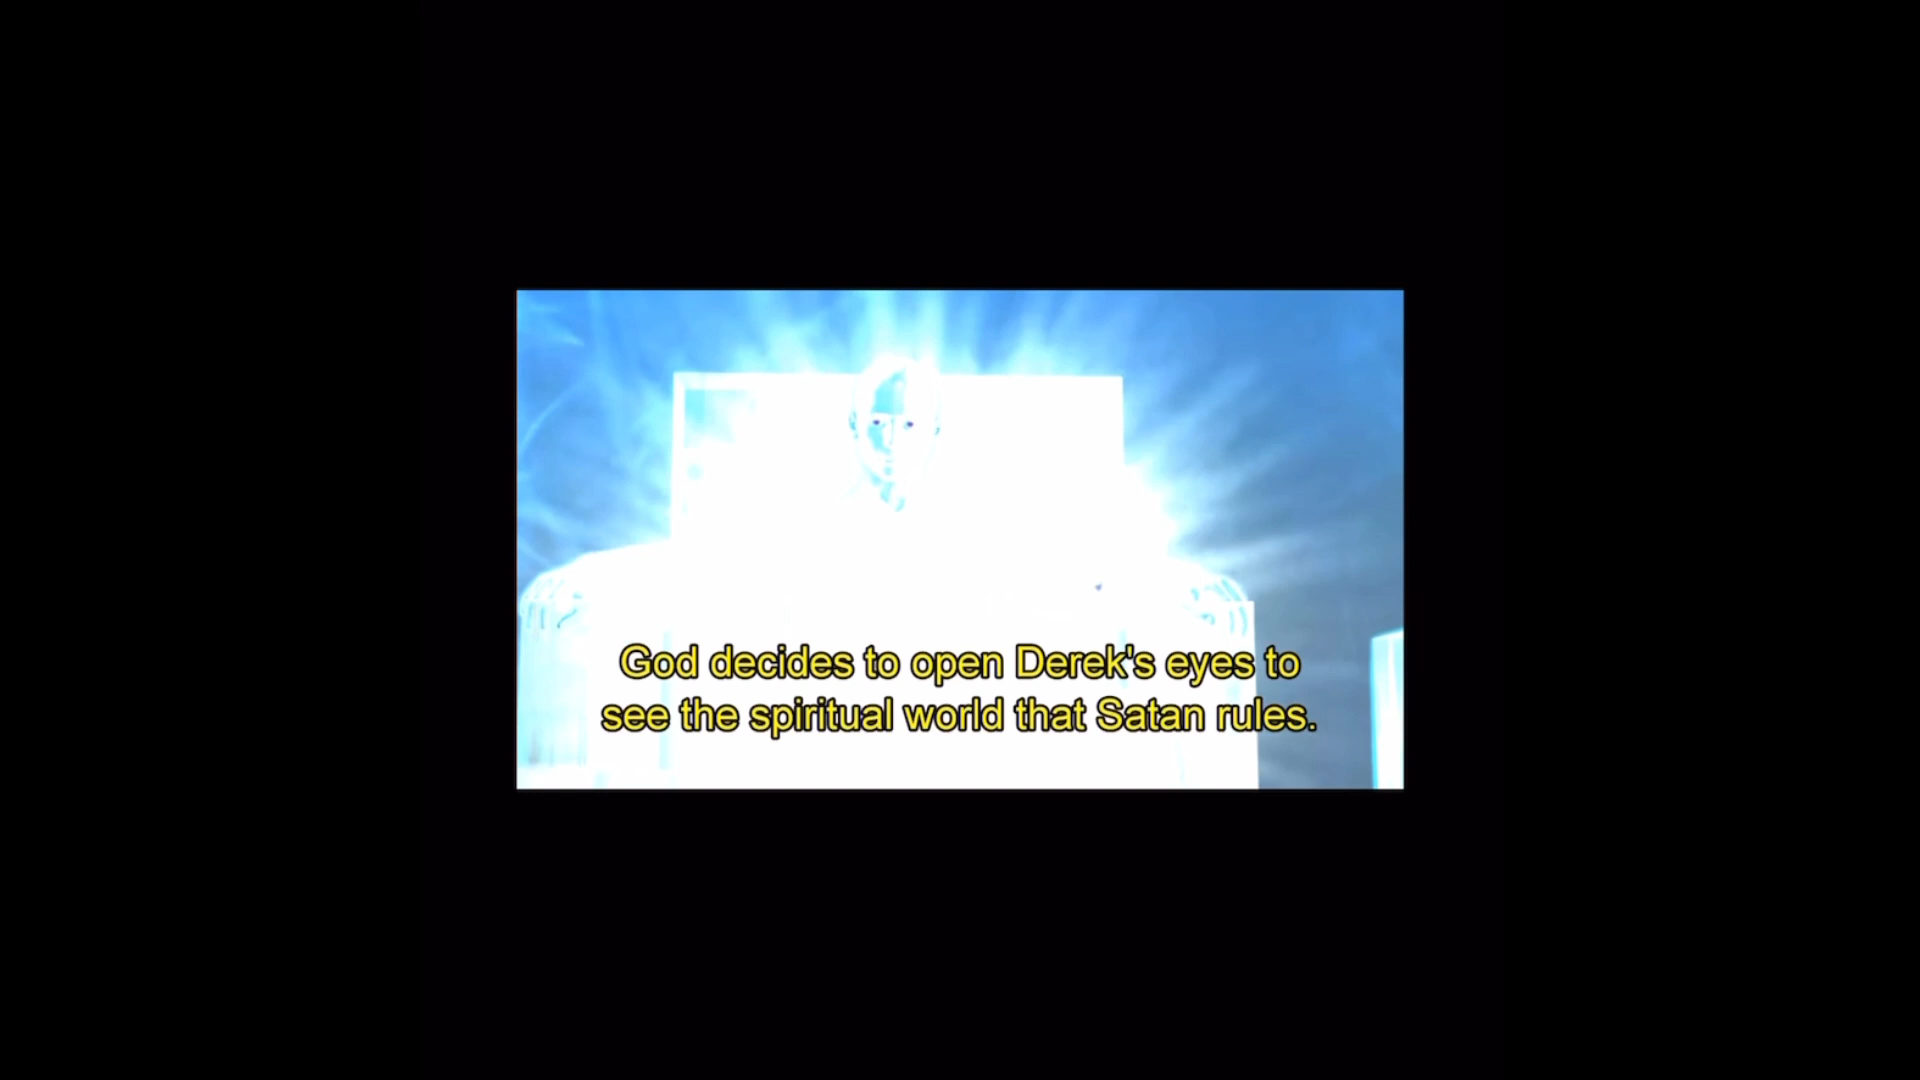 God decides to open Derek's eyes to
see the spiritual world that Satan rules.